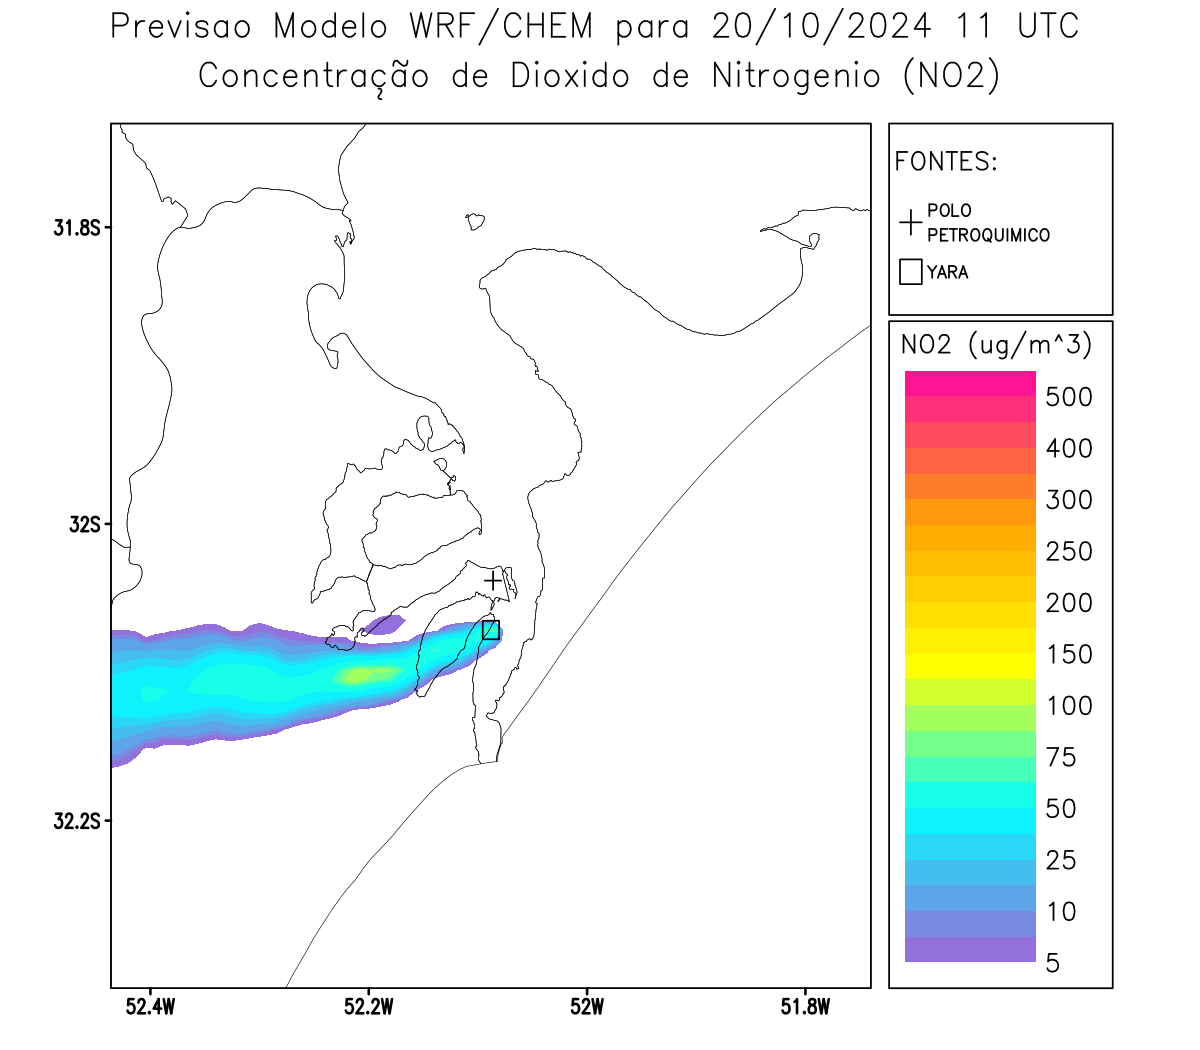 Previsao Modelo WRF/CHEM para 20/10/2024 11 UTC
Concentração de Dioxido de Nitrogenio (NO2)
FONTES:
POLO
PETROQUIMICO
YARA
NO2 (ug/m^3)
500
400
300
250
200
150
100
75
50
25
10
5
31.8S
32S
32.2S
52.4W
52.2W
52W
51.8W